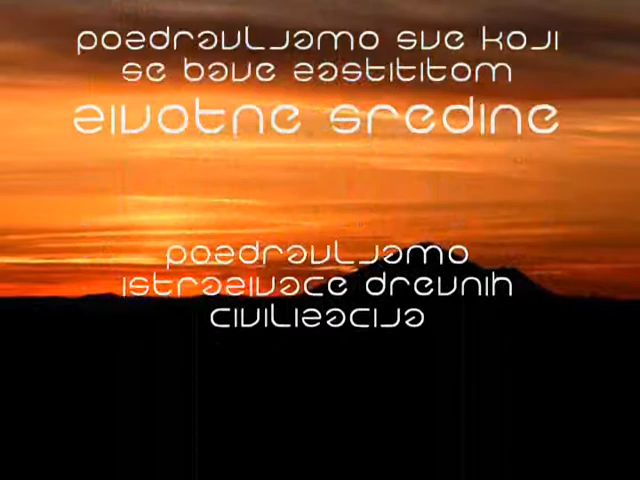 pozdravljamo sve koji
se bave zastititom
zivotne sredine
pozdravljamo
istrazivace drevnih
civilizacija